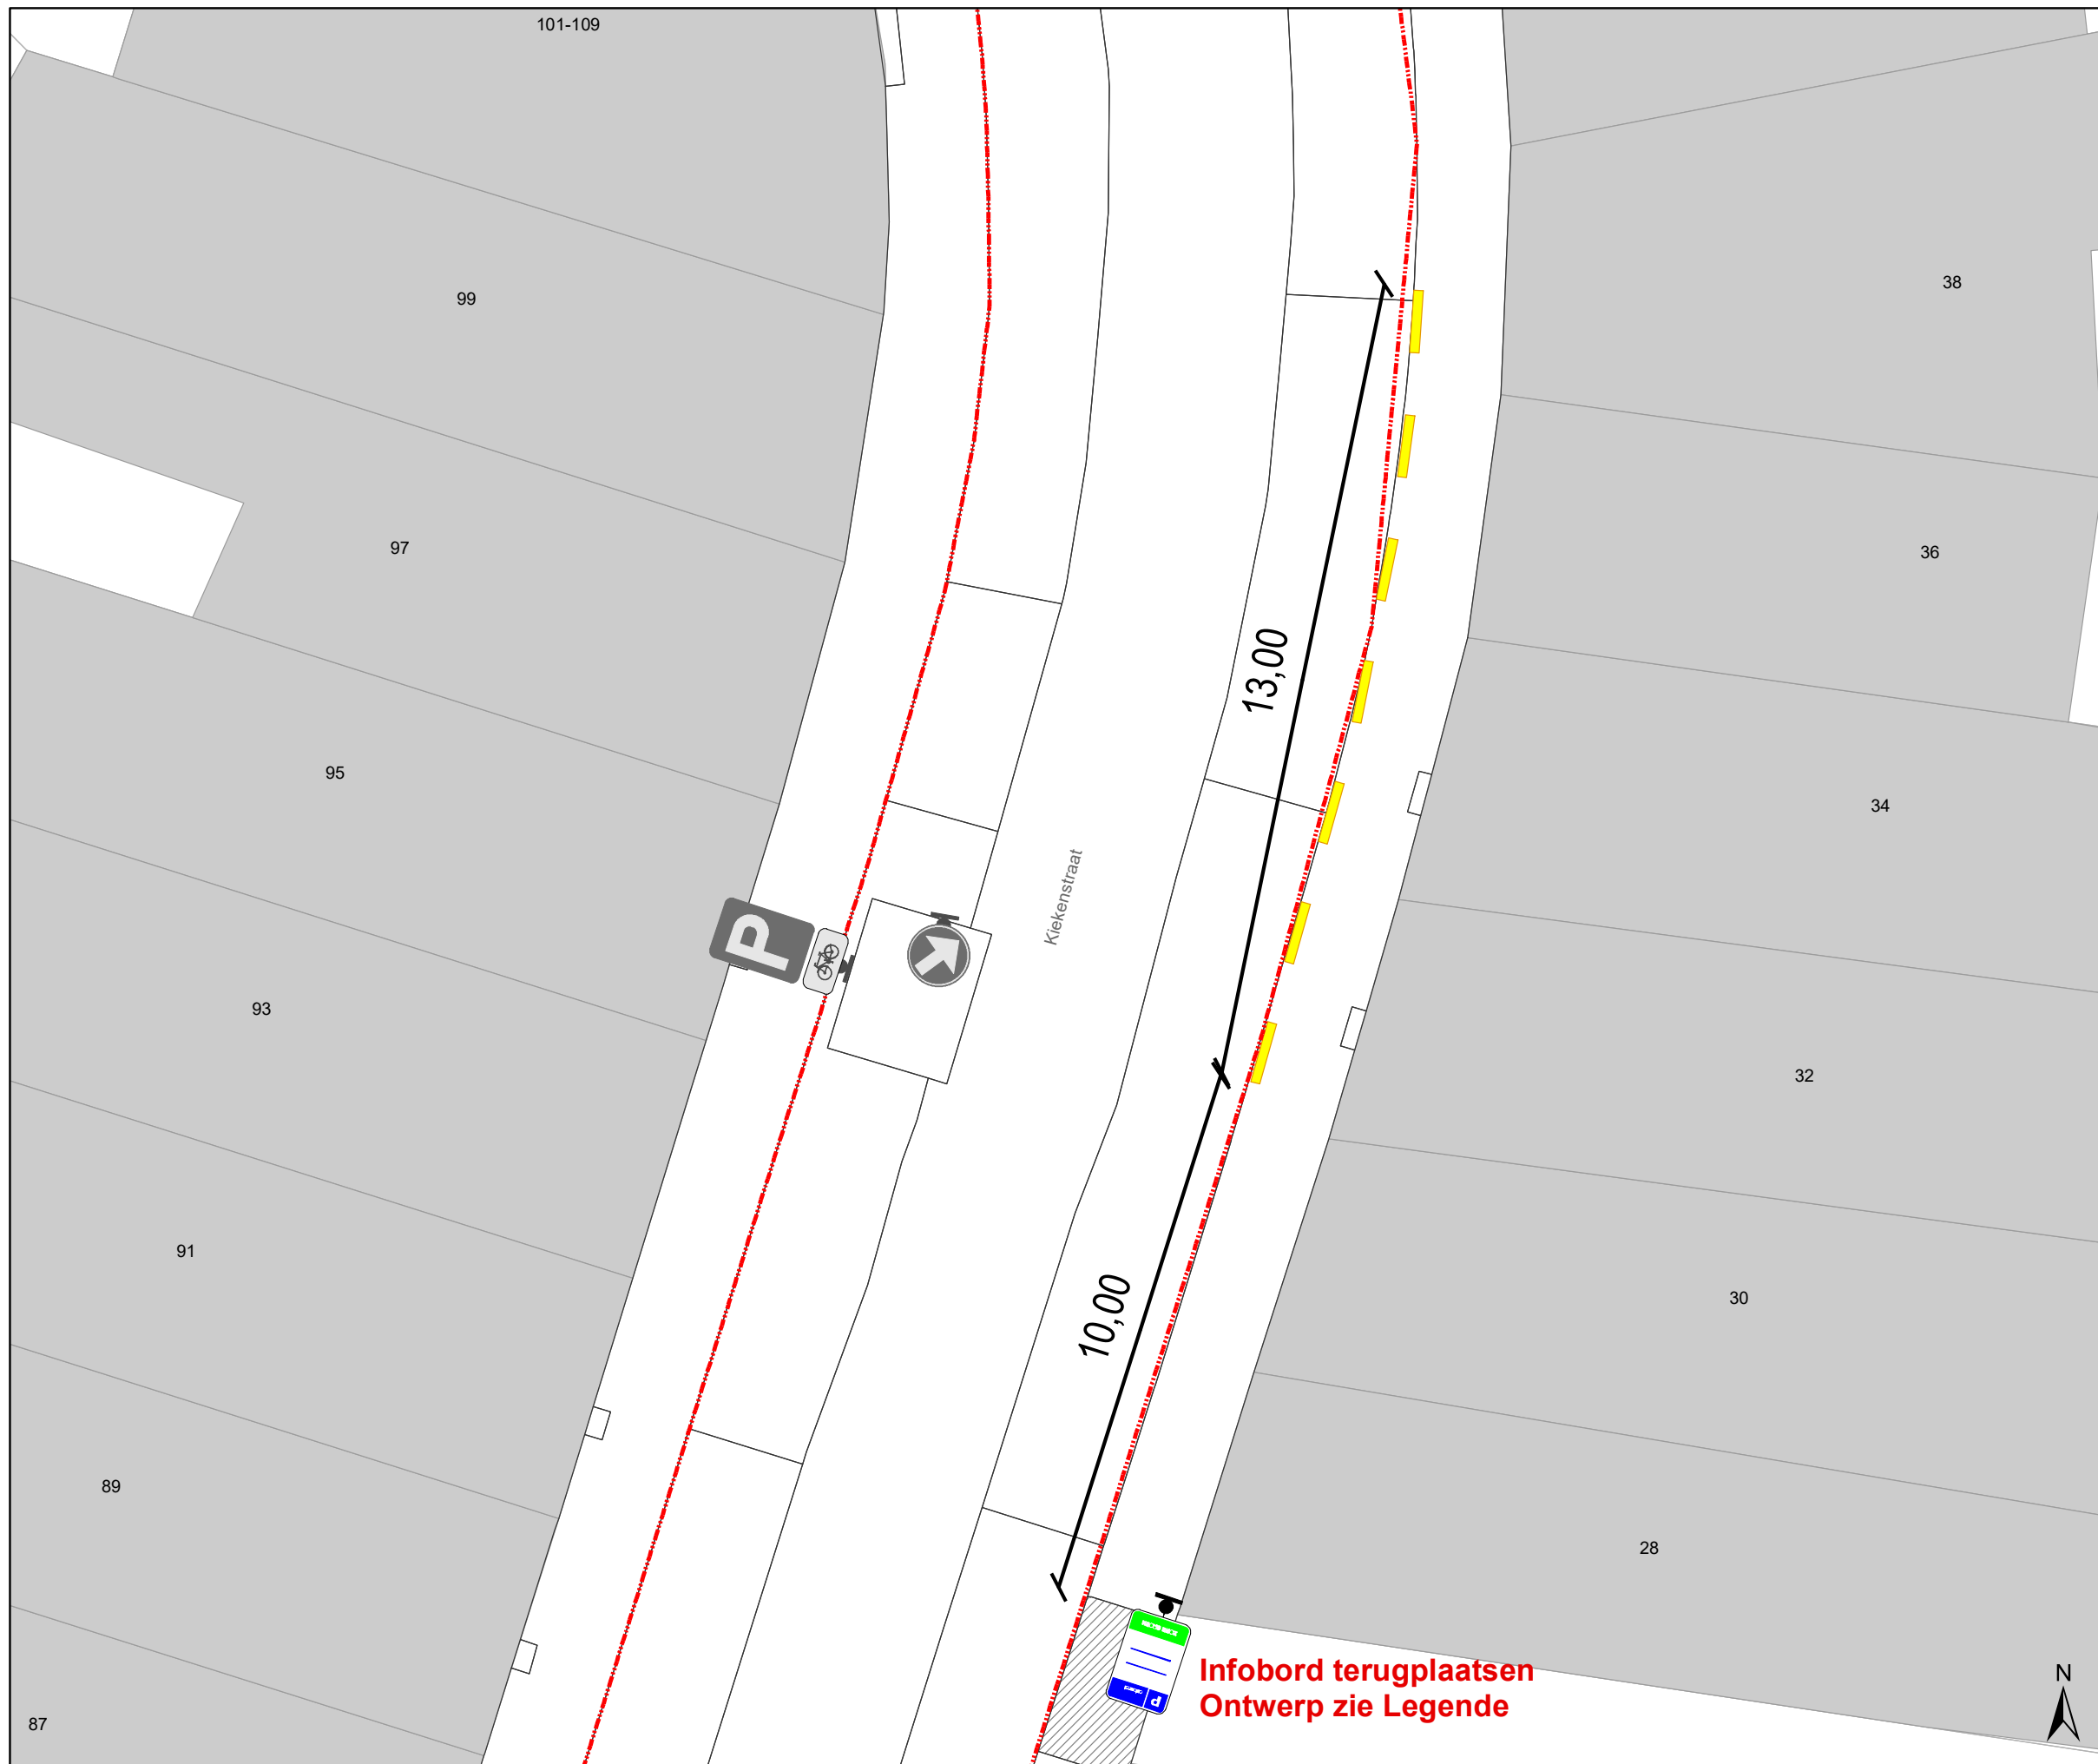 101-109
99
38
97
36
13,00
95
34
Kiekenstraat
P
93
32
91
30
10,00
89
28
Infobord terugplaatsen
Ontwerp zie Legende
P
N
87